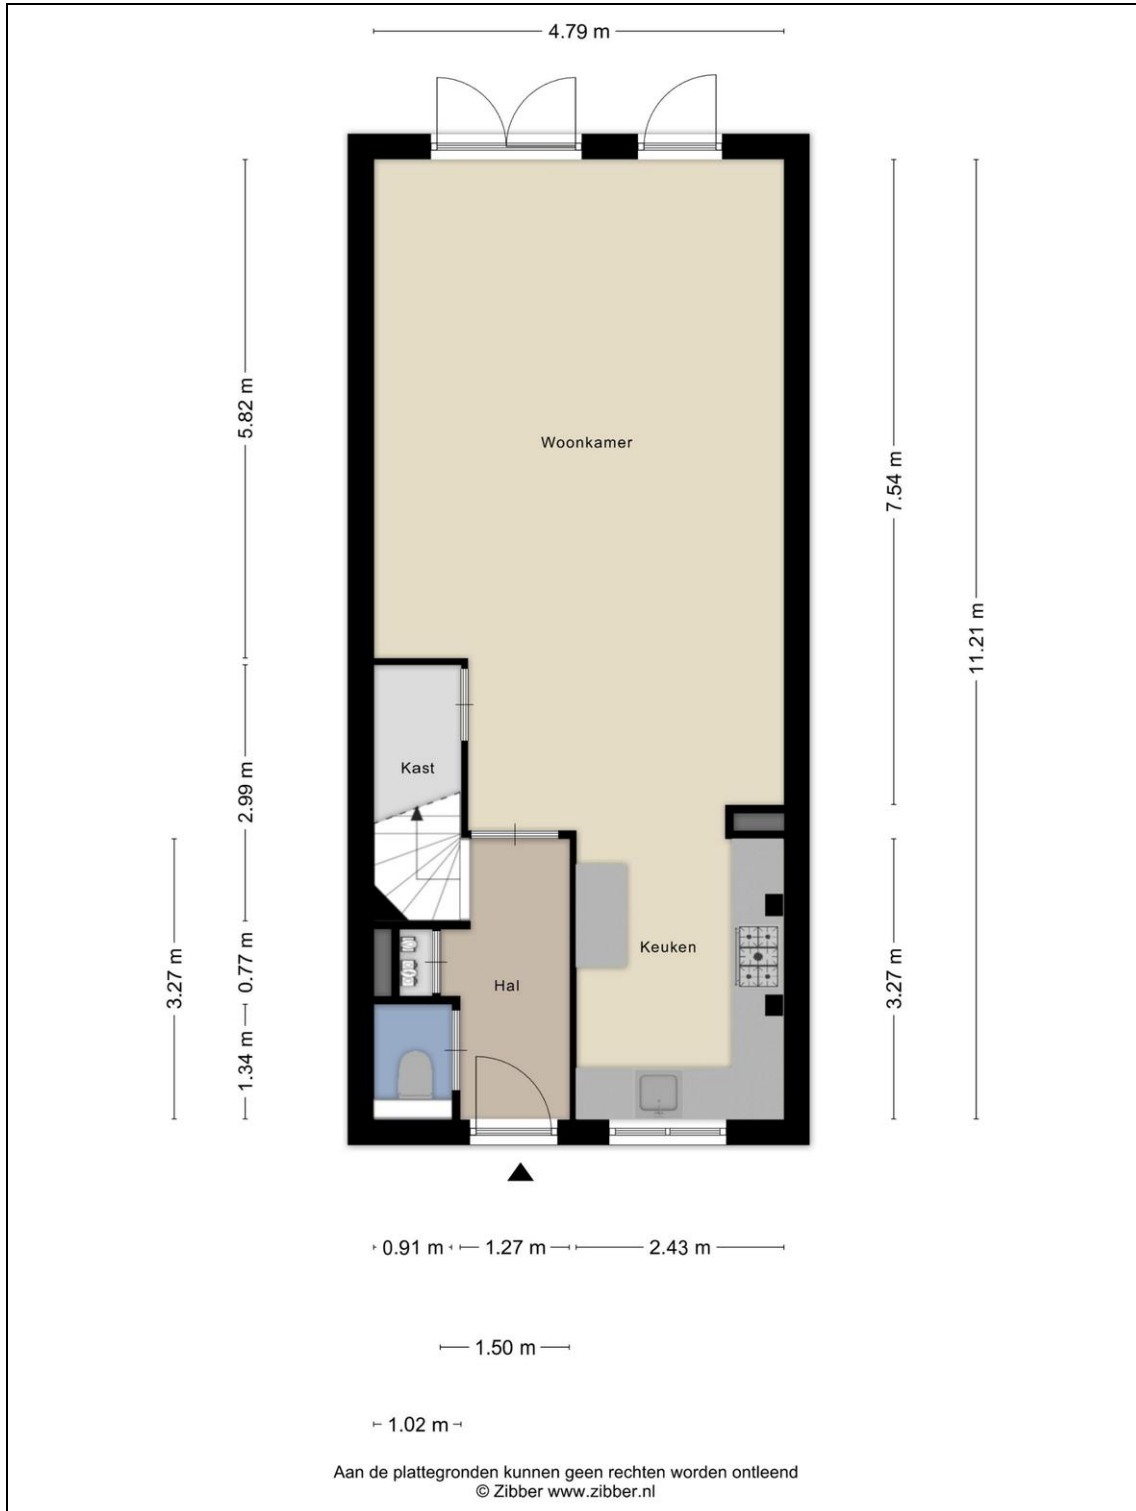 4.79 m
5.82 m
Woonkamer
7.54 m
11.21 m
Kast
2.99 m
Keuken
0.77 m
3.27 m
3.27 m
Hal
1.34 m
0.91 m
1.27 m
2.43 m
1.50 m
1.02 m
Aan de plattegronden kunnen geen rechten worden ontleend
© Zibber www.zibber.nl